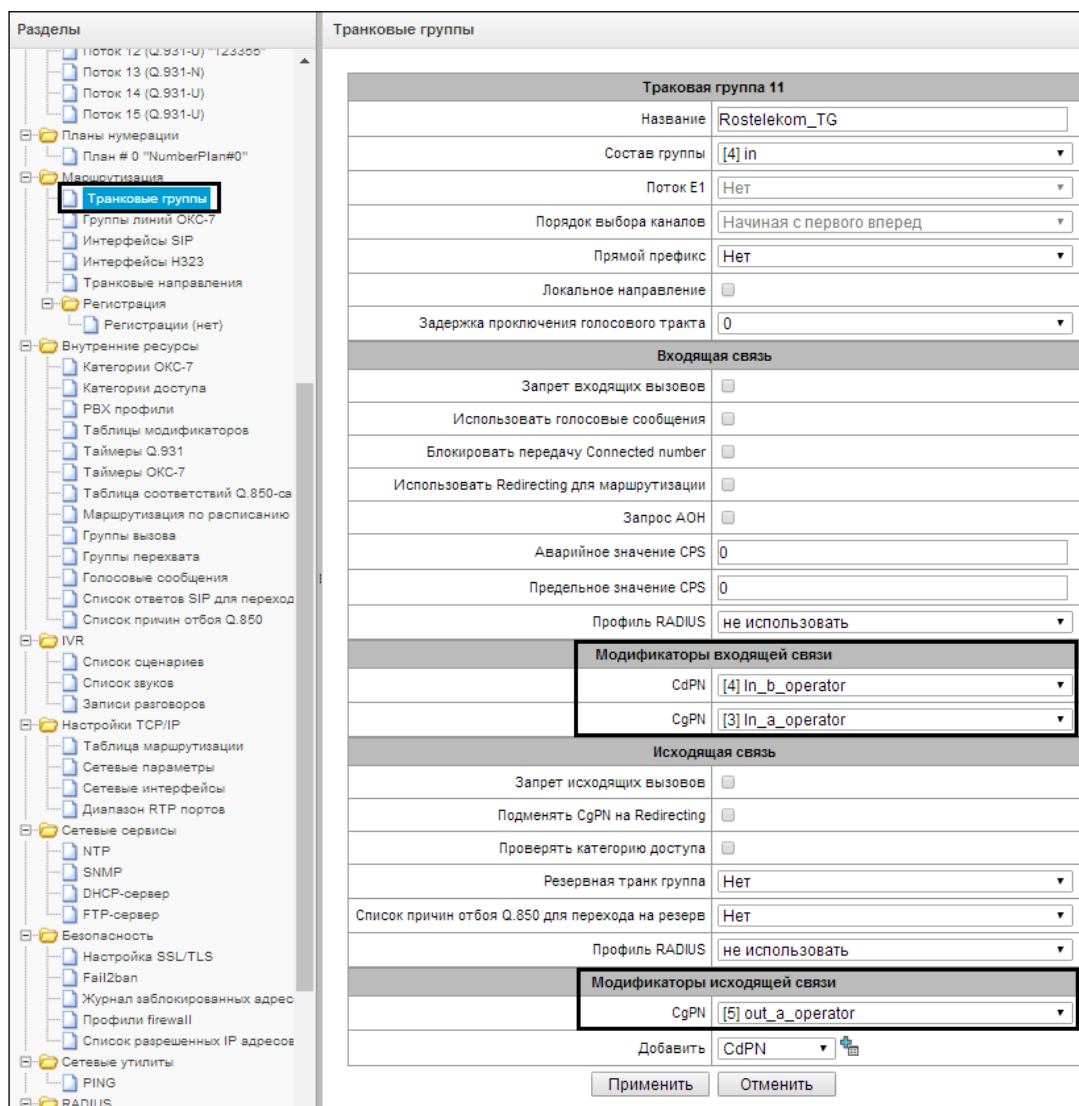 Разделы
Поток 12 (Q.931-U) "123355"
Поток 13 (Q.931-N)
Поток 14 (Q.931-U)
Поток 15 (Q.931-U)
Планы нумерации
План # 0 "NumberPlan#0"
Маршрутизация
Транковые группы
Группы линий ОКС-7
Интерфейсы SIP
Интерфейсы H323
Транковые направления
Регистрация
Регистрации (нет)
Внутренние ресурсы
Категории ОКС-7
Категории доступа
PBX профили
Таблицы модификаторов
Таймеры Q.931
Таймеры ОКС-7
Таблица соответствий Q.850-ca
Маршрутизация по расписанию
Группы вызова
Группы перехвата
Голосовые сообщения
Список ответов SIP для переход
Список причин отбоя Q.850
IVR
Список сценариев
Список звуков
Записи разговоров
Настройки TCP/IP
Таблица маршрутизации
Сетевые параметры
Сетевые интерфейсы
Диапазон RTP портов
Сетевые сервисы
NTP
SNMP
DHCP-сервер
FTP-сервер
Безопасность
Настройка SSL/TLS
Fail2ban
Журнал заблокированных адрес
Профили firewall
Список разрешенных IP адресов
Сетевые утилиты
PING
RADIUS
Транковые группы
Траковая группа 11
Название Rostelekom_TG
Состав группы [4] in
Поток E1 Нет
Порядок выбора каналов Начиная с первого вперед
Прямой префикс Нет
Локальное направление
Задержка проключения голосового тракта 0
Входящая связь
Запрет входящих вызовов
Использовать голосовые сообщения
Блокировать передачу Connected number
Использовать Redirecting для маршрутизации
Запрос АОН
Аварийное значение CPS 0
Предельное значение CPS 0
Профиль RADIUS не использовать
Модификаторы входящей связи
CdPN [4] In_b_operator
CgPN [3] In_a_operator
Исходящая связь
Запрет исходящих вызовов
Подменять CgPN на Redirecting
Проверять категорию доступа
Резервная транк группа Нет
Список причин отбоя Q.850 для перехода на резерв Нет
Профиль RADIUS не использовать
Модификаторы исходящей связи
CgPN [5] out_a_operator
Добавить CdPN
Применить Отменить